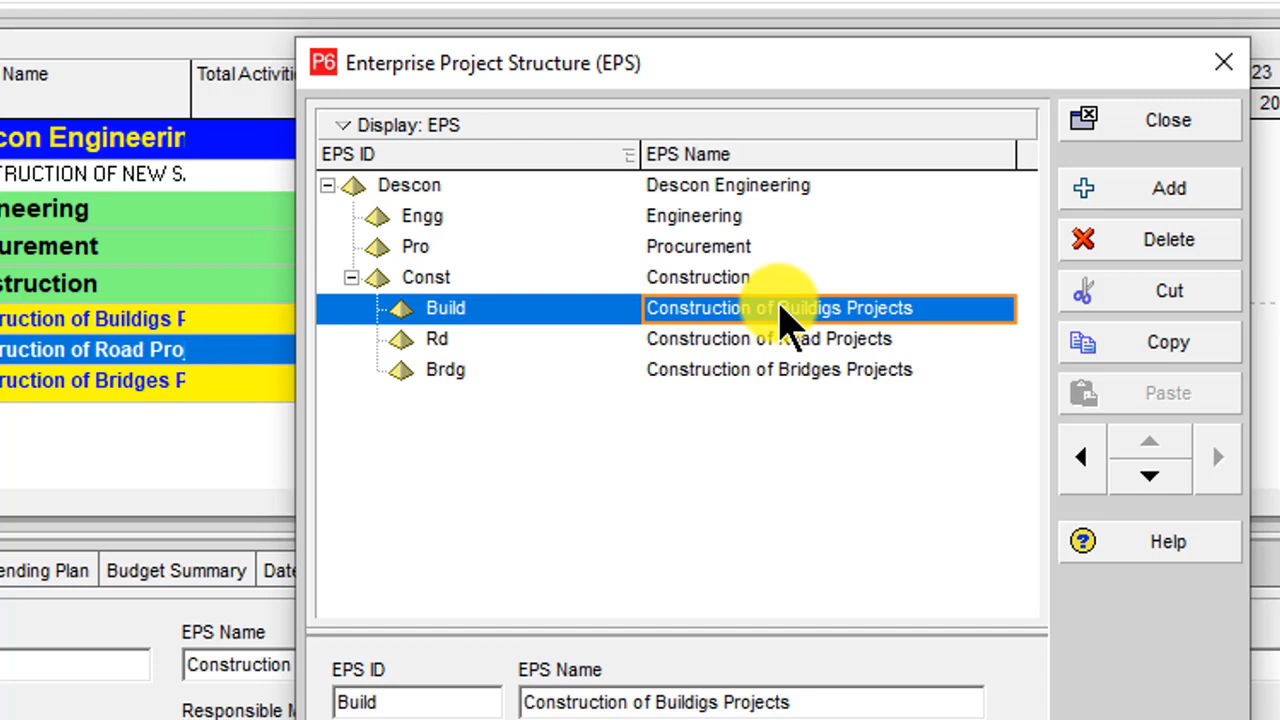 P6 Enterprise Project Structure (EPS)
Name
Total Activiti
23
20
con Engineerin
TRUCTION OF NEW S.
neering
urement
struction
ruction of Buildigs P
ruction of Road Proj
ruction of Bridges P
Display: EPS
EPS ID EPS Name
Descon Descon Engineering
Engg Engineering
Pro Procurement
Const Construction
Build Construction of Buildigs Projects
Rd Construction of Road Projects
Brdg Construction of Bridges Projects
Close
Add
Delete
Cut
Copy
Paste
Help
ending Plan Budget Summary Date
EPS Name
Construction
Responsible M
EPS ID EPS Name
Build Construction of Buildigs Projects